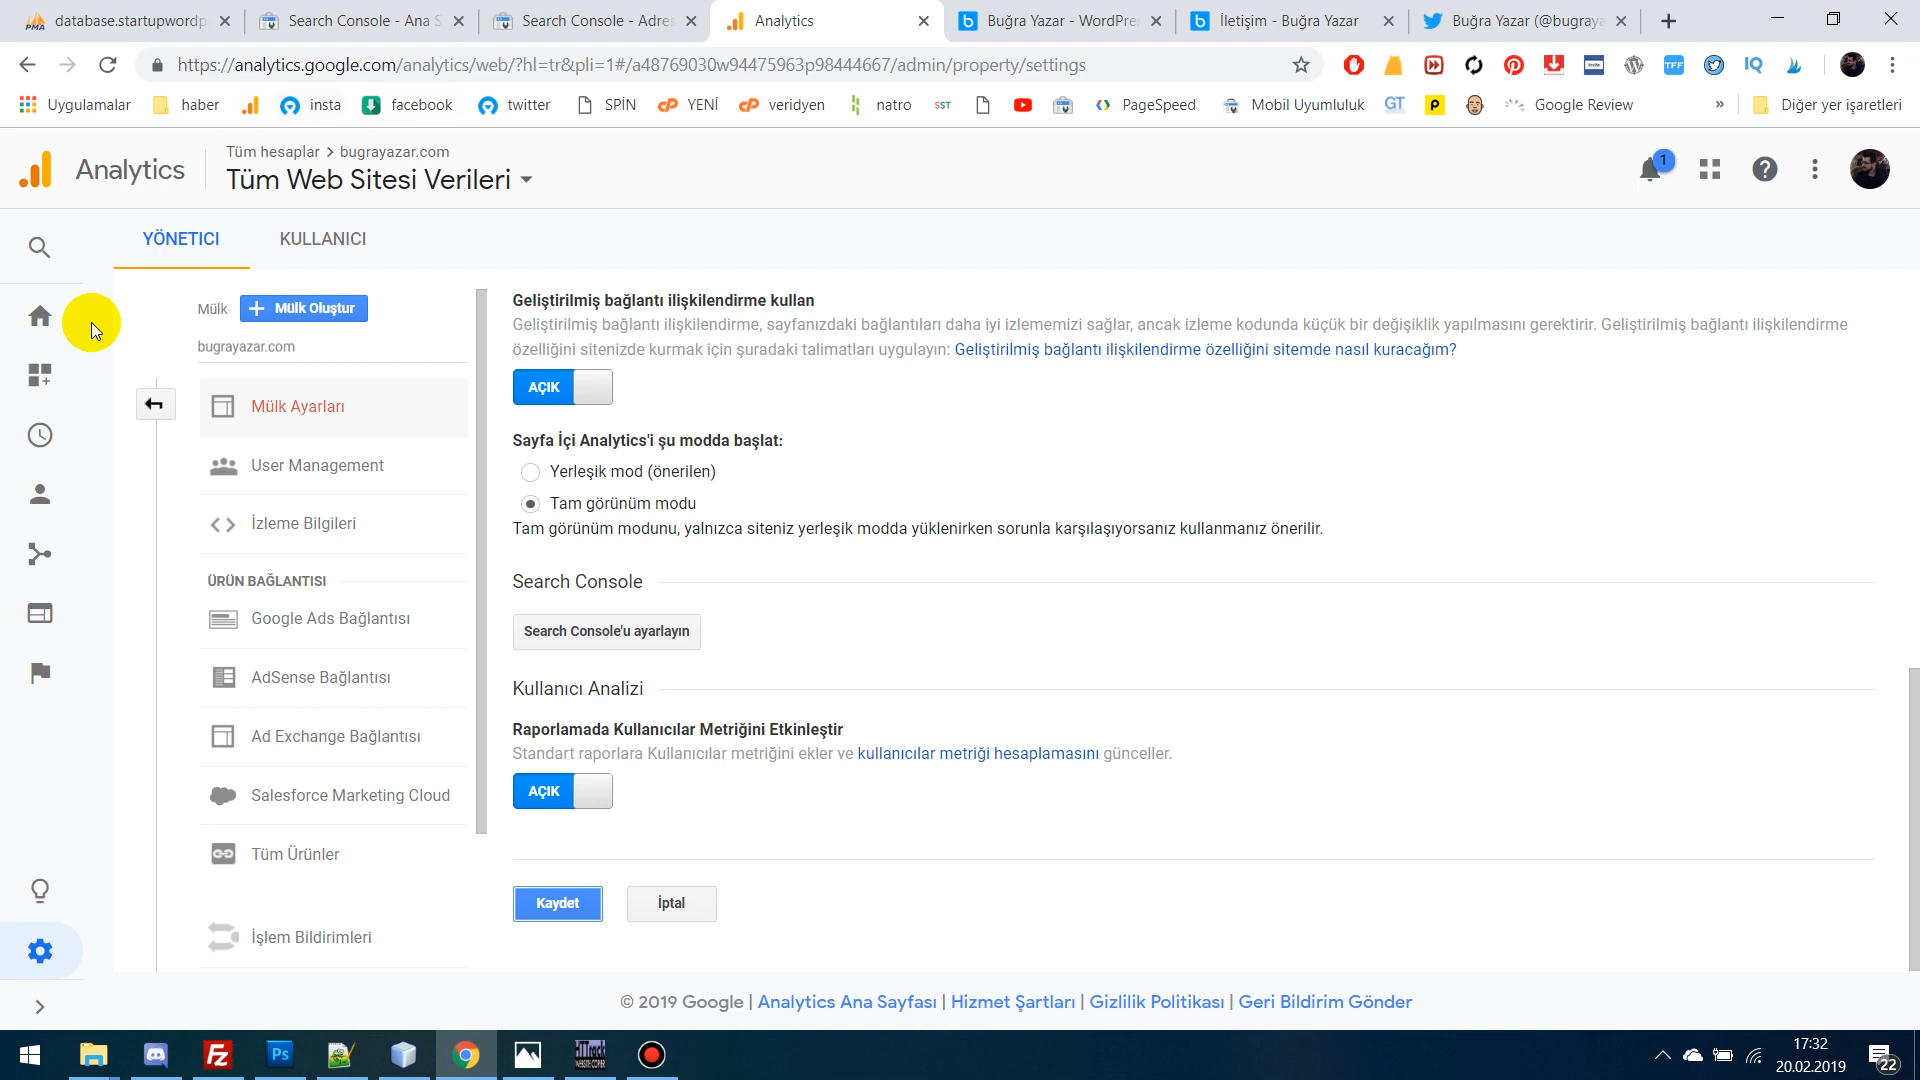 database.startupwordp
Search Console - Ana S
Search Console - Adres
Analytics
Buğra Yazar - WordPre
İletişim - Buğra Yazar
Buğra Yazar (@bugraya
https://analytics.google.com/analytics/web/?hl=tr&pli=1#/a48769030w94475963p98444667/admin/property/settings
Uygulamalar
haber
insta
facebook
twitter
SPİN
YENİ
veridyen
natro
SST
PageSpeed
Mobil Uyumluluk
GT
Google Review
»
Diğer yer işaretleri
Analytics
Tüm hesaplar > bugrayazar.com
Tüm Web Sitesi Verileri
1
YÖNETICI
KULLANICI
Mülk
+ Mülk Oluştur
bugrayazar.com
Mülk Ayarları
User Management
İzleme Bilgileri
ÜRÜN BAĞLANTISI
Google Ads Bağlantısı
AdSense Bağlantısı
Ad Exchange Bağlantısı
Salesforce Marketing Cloud
Tüm Ürünler
İşlem Bildirimleri
Geliştirilmiş bağlantı ilişkilendirme kullan
Geliştirilmiş bağlantı ilişkilendirme, sayfanızdaki bağlantıları daha iyi izlememizi sağlar, ancak izleme kodunda küçük bir değişiklik yapılmasını gerektirir. Geliştirilmiş bağlantı ilişkilendirme
özelliğini sitenizde kurmak için şuradaki talimatları uygulayın: Geliştirilmiş bağlantı ilişkilendirme özelliğini sitemde nasıl kuracağım?
AÇIK
Sayfa İçi Analytics'i şu modda başlat:
Yerleşik mod (önerilen)
Tam görünüm modu
Tam görünüm modunu, yalnızca siteniz yerleşik modda yüklenirken sorunla karşılaşıyorsanız kullanmanız önerilir.
Search Console
Search Console'u ayarlayın
Kullanıcı Analizi
Raporlamada Kullanıcılar Metriğini Etkinleştir
Standart raporlara Kullanıcılar metriğini ekler ve kullanıcılar metriği hesaplamasını günceller.
AÇIK
Kaydet
İptal
© 2019 Google | Analytics Ana Sayfası | Hizmet Şartları | Gizlilik Politikası | Geri Bildirim Gönder
17:32
20.02.2019
22